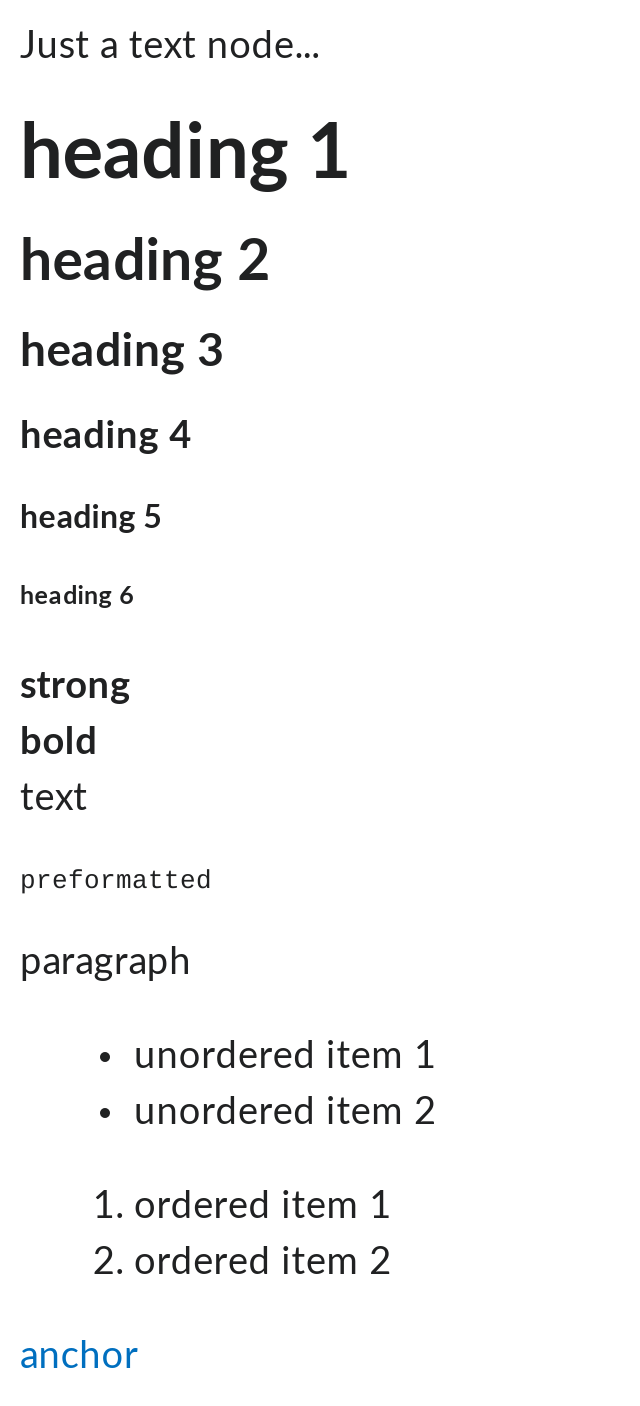 Just a text node...
heading 1
heading 2
heading 3
heading 4
heading 5
heading 6
strong
bold
text
preformatted
paragraph
• unordered item 1
• unordered item 2
1. ordered item 1
2. ordered item 2
anchor